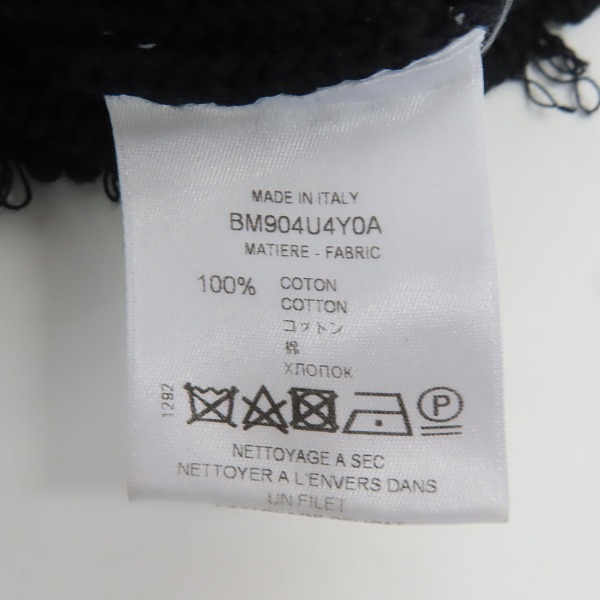 MADE IN ITALY
BM904U4Y0A
MATIERE - FABRIC
100% COTON
COTTON
コットン
棉
ХЛОПОК
1292
P
NETTOYAGE A SEC
NETTOYER A L'ENVERS DANS
UN FILET